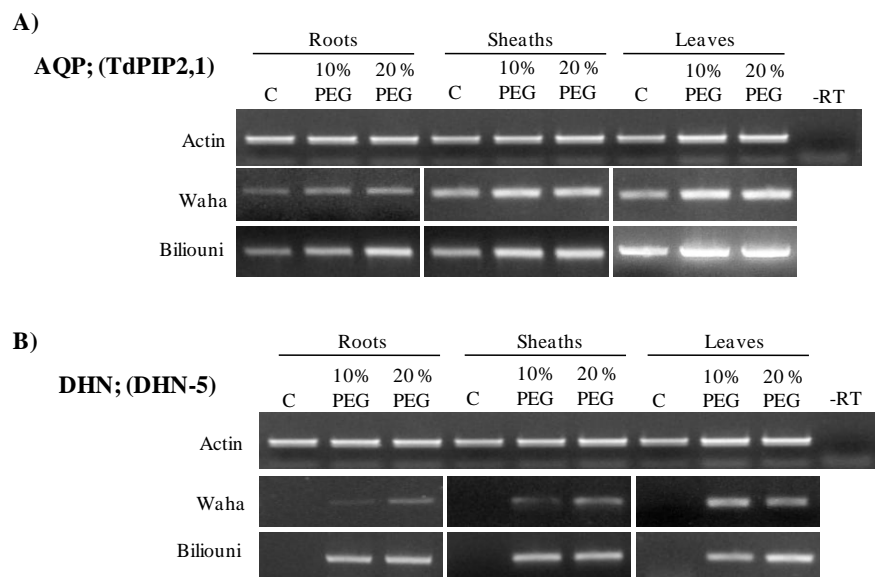 A)
AQP; (TdPIP2,1)
Roots Sheaths Leaves
C 10% PEG 20 % PEG C 10% PEG 20 % PEG C 10% PEG 20 % PEG -RT
Actin
Waha
Biliouni
B)
DHN; (DHN-5)
Roots Sheaths Leaves
C 10% PEG 20 % PEG C 10% PEG 20 % PEG C 10% PEG 20 % PEG -RT
Actin
Waha
Biliouni